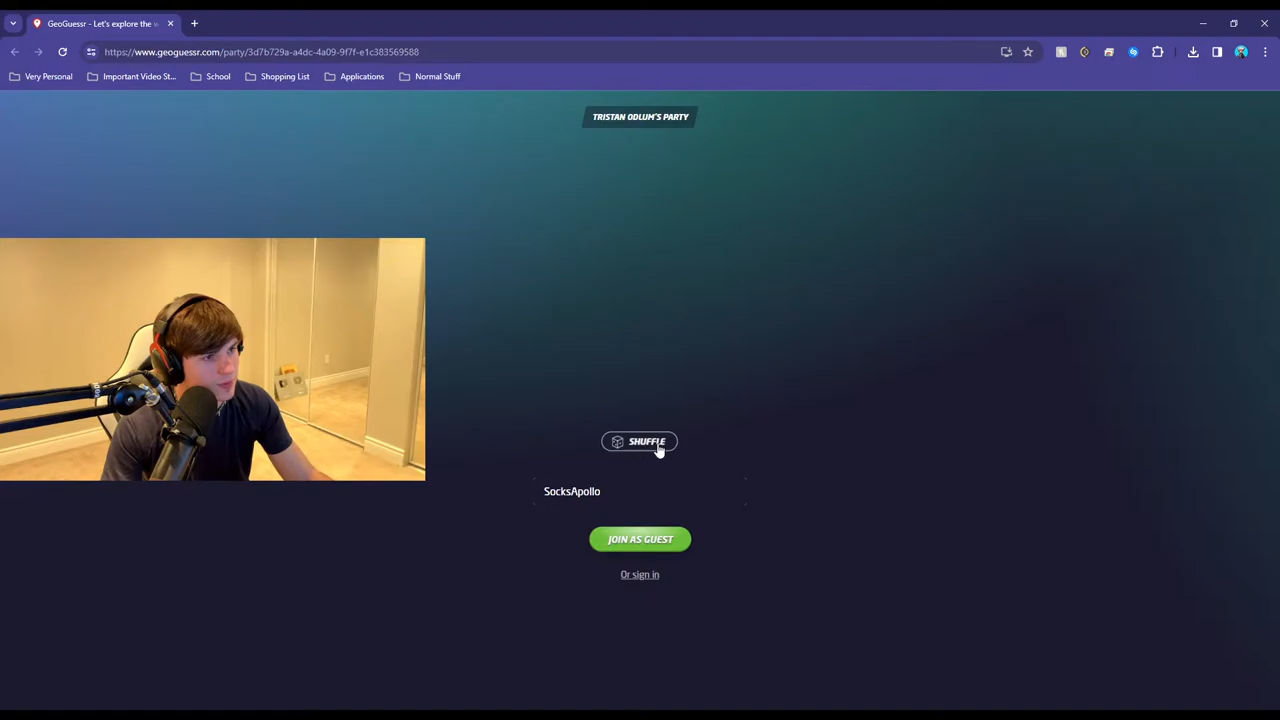 GeoGuessr - Let's explore the w
https://www.geoguessr.com/party/3d7b729a-a4dc-4a09-9f7f-e1c383569588
Very Personal
Important Video St...
School
Shopping List
Applications
Normal Stuff
TRISTAN ODLUM'S PARTY
SHUFFLE
SocksApollo
JOIN AS GUEST
Or sign in